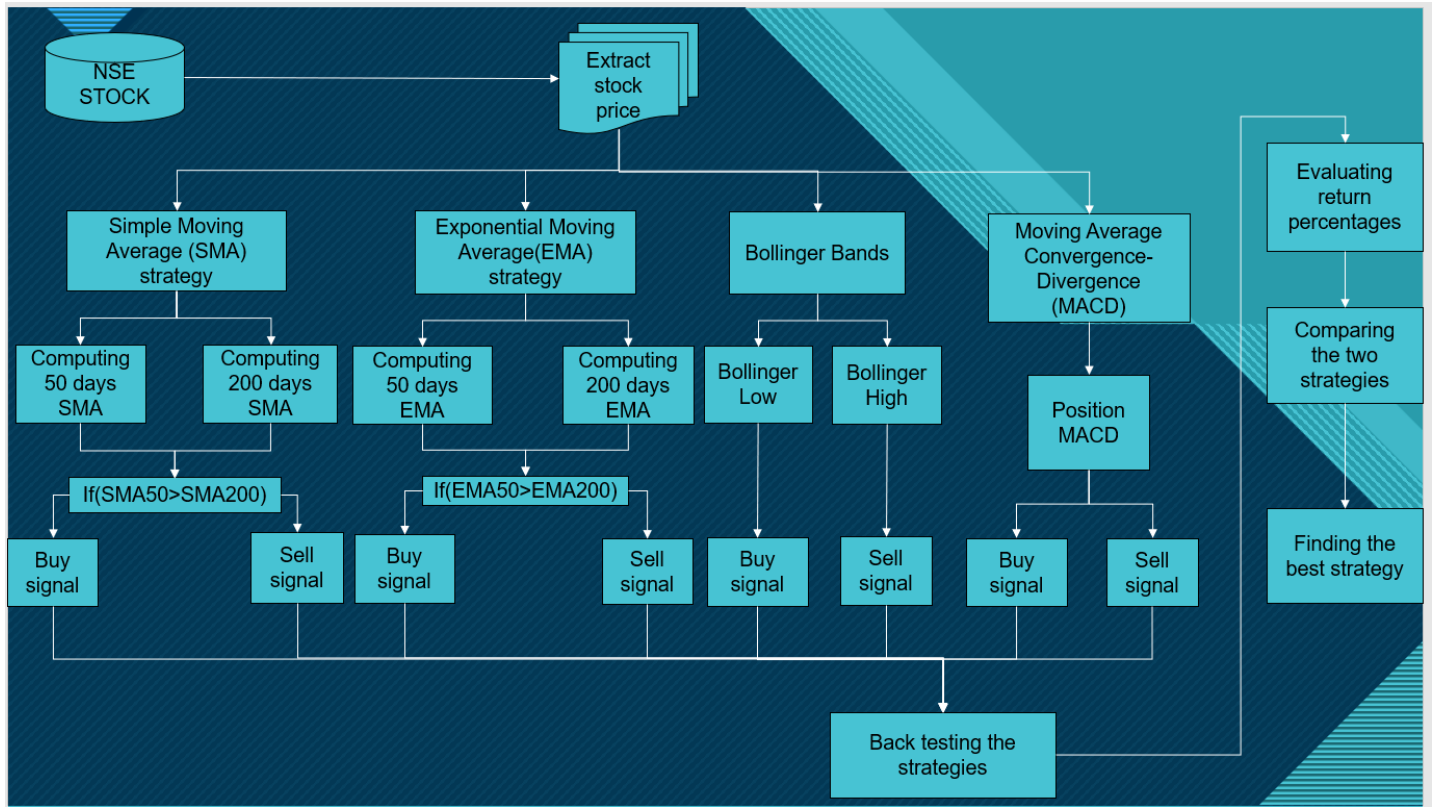 NSE
STOCK
Extract
stock
price
Simple Moving
Average (SMA)
strategy
Exponential Moving
Average(EMA)
strategy
Bollinger Bands
Moving Average
Convergence-
Divergence
(MACD)
Computing
50 days
SMA
Computing
200 days
SMA
Computing
50 days
EMA
Computing
200 days
EMA
Bollinger
Low
Bollinger
High
Position
MACD
If(SMA50>SMA200)
If(EMA50>EMA200)
Buy
signal
Sell
signal
Buy
signal
Sell
signal
Buy
signal
Sell
signal
Buy
signal
Sell
signal
Back testing the
strategies
Evaluating
return
percentages
Comparing
the two
strategies
Finding the
best strategy